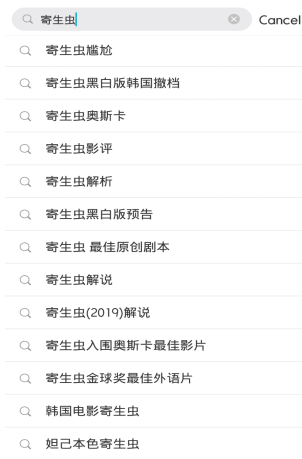 寄生虫 Cancel
寄生虫尴尬
寄生虫黑白版韩国撤档
寄生虫奥斯卡
寄生虫影评
寄生虫解析
寄生虫黑白版预告
寄生虫 最佳原创剧本
寄生虫解说
寄生虫(2019)解说
寄生虫入围奥斯卡最佳影片
寄生虫金球奖最佳外语片
韩国电影寄生虫
妲己本色寄生虫